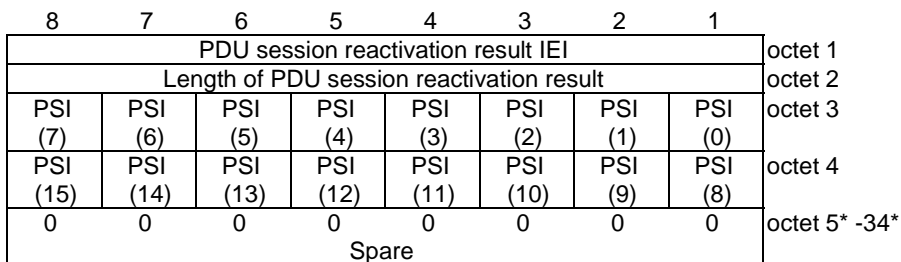 8 7 6 5 4 3 2 1
PDU session reactivation result IEI octet 1
Length of PDU session reactivation result octet 2
PSI PSI PSI PSI PSI PSI PSI PSI octet 3
(7) (6) (5) (4) (3) (2) (1) (0)
PSI PSI PSI PSI PSI PSI PSI PSI octet 4
(15) (14) (13) (12) (11) (10) (9) (8)
0 0 0 0 0 0 0 0 octet 5* -34*
Spare